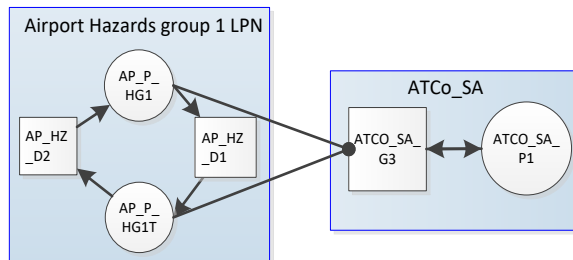 Airport Hazards group 1 LPN
AP_P_
HG1
AP_HZ
_D2
AP_HZ
_D1
AP_P_
HG1T
ATCo_SA
ATCO_SA_
G3
ATCO_SA_
P1